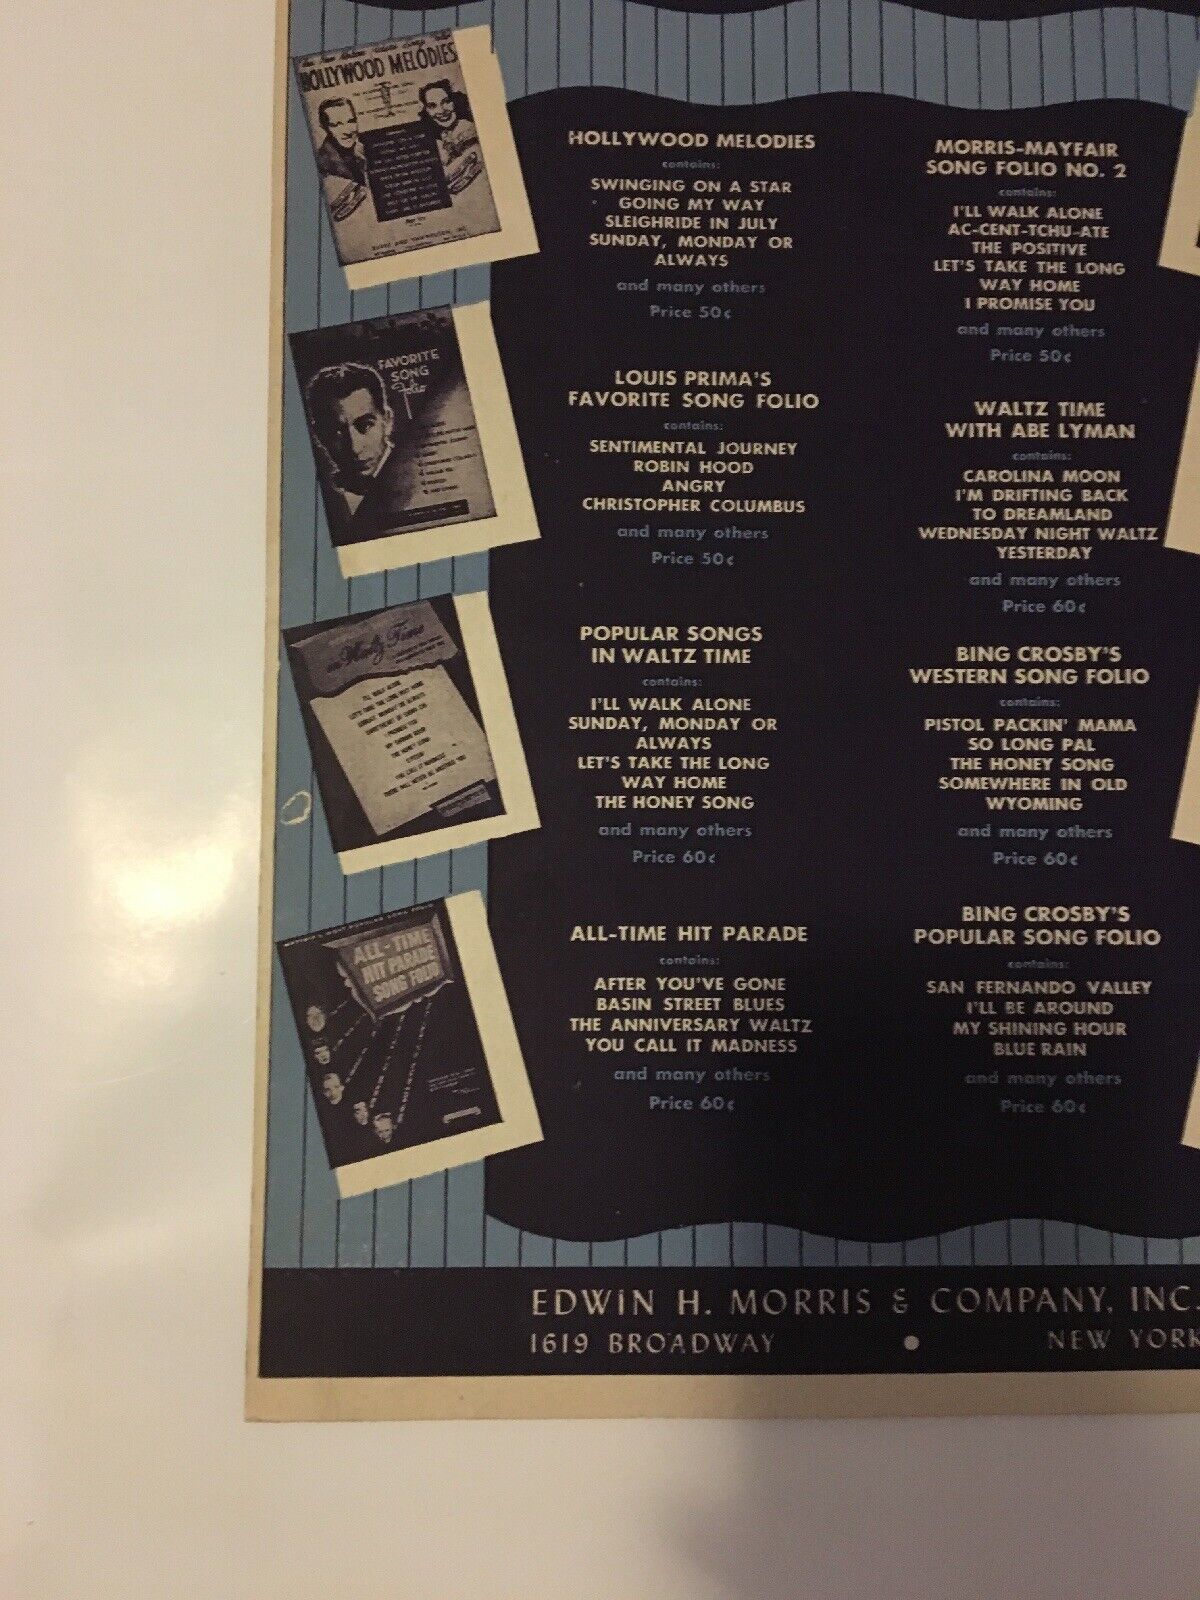 HOLLYWOOD MELODIES
HOLLYWOOD MELODIES
contains:
SWINGING ON A STAR
GOING MY WAY
SLEIGHRIDE IN JULY
SUNDAY, MONDAY OR
ALWAYS
and many others
Price 50¢
FAVORITE
SONG
Folio
LOUIS PRIMA'S
FAVORITE SONG FOLIO
contains:
SENTIMENTAL JOURNEY
ROBIN HOOD
ANGRY
CHRISTOPHER COLUMBUS
and many others
Price 50¢
in Waltz Time
POPULAR SONGS
IN WALTZ TIME
contains:
I'LL WALK ALONE
SUNDAY, MONDAY OR
ALWAYS
LET'S TAKE THE LONG
WAY HOME
THE HONEY SONG
and many others
Price 60¢
ALL-TIME
HIT PARADE
SONG FOLIO
ALL-TIME HIT PARADE
contains:
AFTER YOU'VE GONE
BASIN STREET BLUES
THE ANNIVERSARY WALTZ
YOU CALL IT MADNESS
and many others
Price 60¢
MORRIS-MAYFAIR
SONG FOLIO NO. 2
contains:
I'LL WALK ALONE
AC-CENT-TCHU-ATE
THE POSITIVE
LET'S TAKE THE LONG
WAY HOME
I PROMISE YOU
and many others
Price 50¢
WALTZ TIME
WITH ABE LYMAN
contains:
CAROLINA MOON
I'M DRIFTING BACK
TO DREAMLAND
WEDNESDAY NIGHT WALTZ
YESTERDAY
and many others
Price 60¢
BING CROSBY'S
WESTERN SONG FOLIO
contains:
PISTOL PACKIN' MAMA
SO LONG PAL
THE HONEY SONG
SOMEWHERE IN OLD
WYOMING
and many others
Price 60¢
BING CROSBY'S
POPULAR SONG FOLIO
contains:
SAN FERNANDO VALLEY
I'LL BE AROUND
MY SHINING HOUR
BLUE RAIN
and many others
Price 60¢
EDWIN H. MORRIS & COMPANY, INC.
1619 BROADWAY • NEW YORK